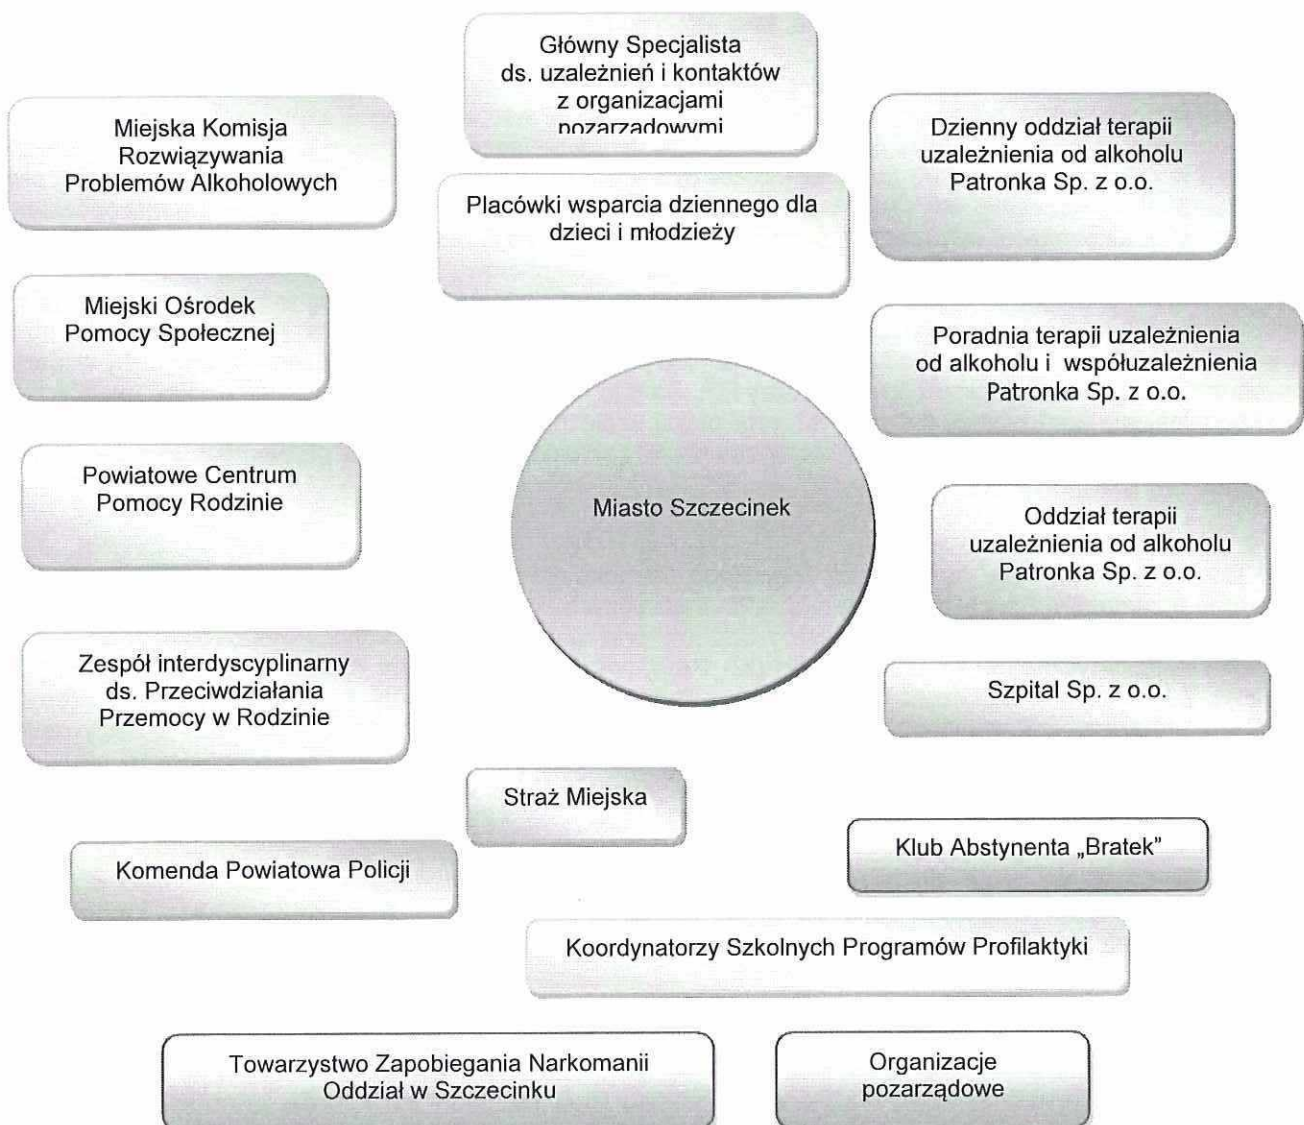 Główny Specjalista
ds. uzależnień i kontaktów
z organizacjami
pozarządowymi
Miejska Komisja
Rozwiązywania
Problemów Alkoholowych
Dzienny oddział terapii
uzależnienia od alkoholu
Patronka Sp. z o.o.
Placówki wsparcia dziennego dla
dzieci i młodzieży
Miejski Ośrodek
Pomocy Społecznej
Poradnia terapii uzależnienia
od alkoholu i współuzależnienia
Patronka Sp. z o.o.
Powiatowe Centrum
Pomocy Rodzinie
Miasto Szczecinek
Oddział terapii
uzależnienia od alkoholu
Patronka Sp. z o.o.
Zespół interdyscyplinarny
ds. Przeciwdziałania
Przemocy w Rodzinie
Szpital Sp. z o.o.
Straż Miejska
Komenda Powiatowa Policji
Klub Abstynenta „Bratek”
Koordynatorzy Szkolnych Programów Profilaktyki
Towarzystwo Zapobiegania Narkomanii
Oddział w Szczecinku
Organizacje
pozarządowe